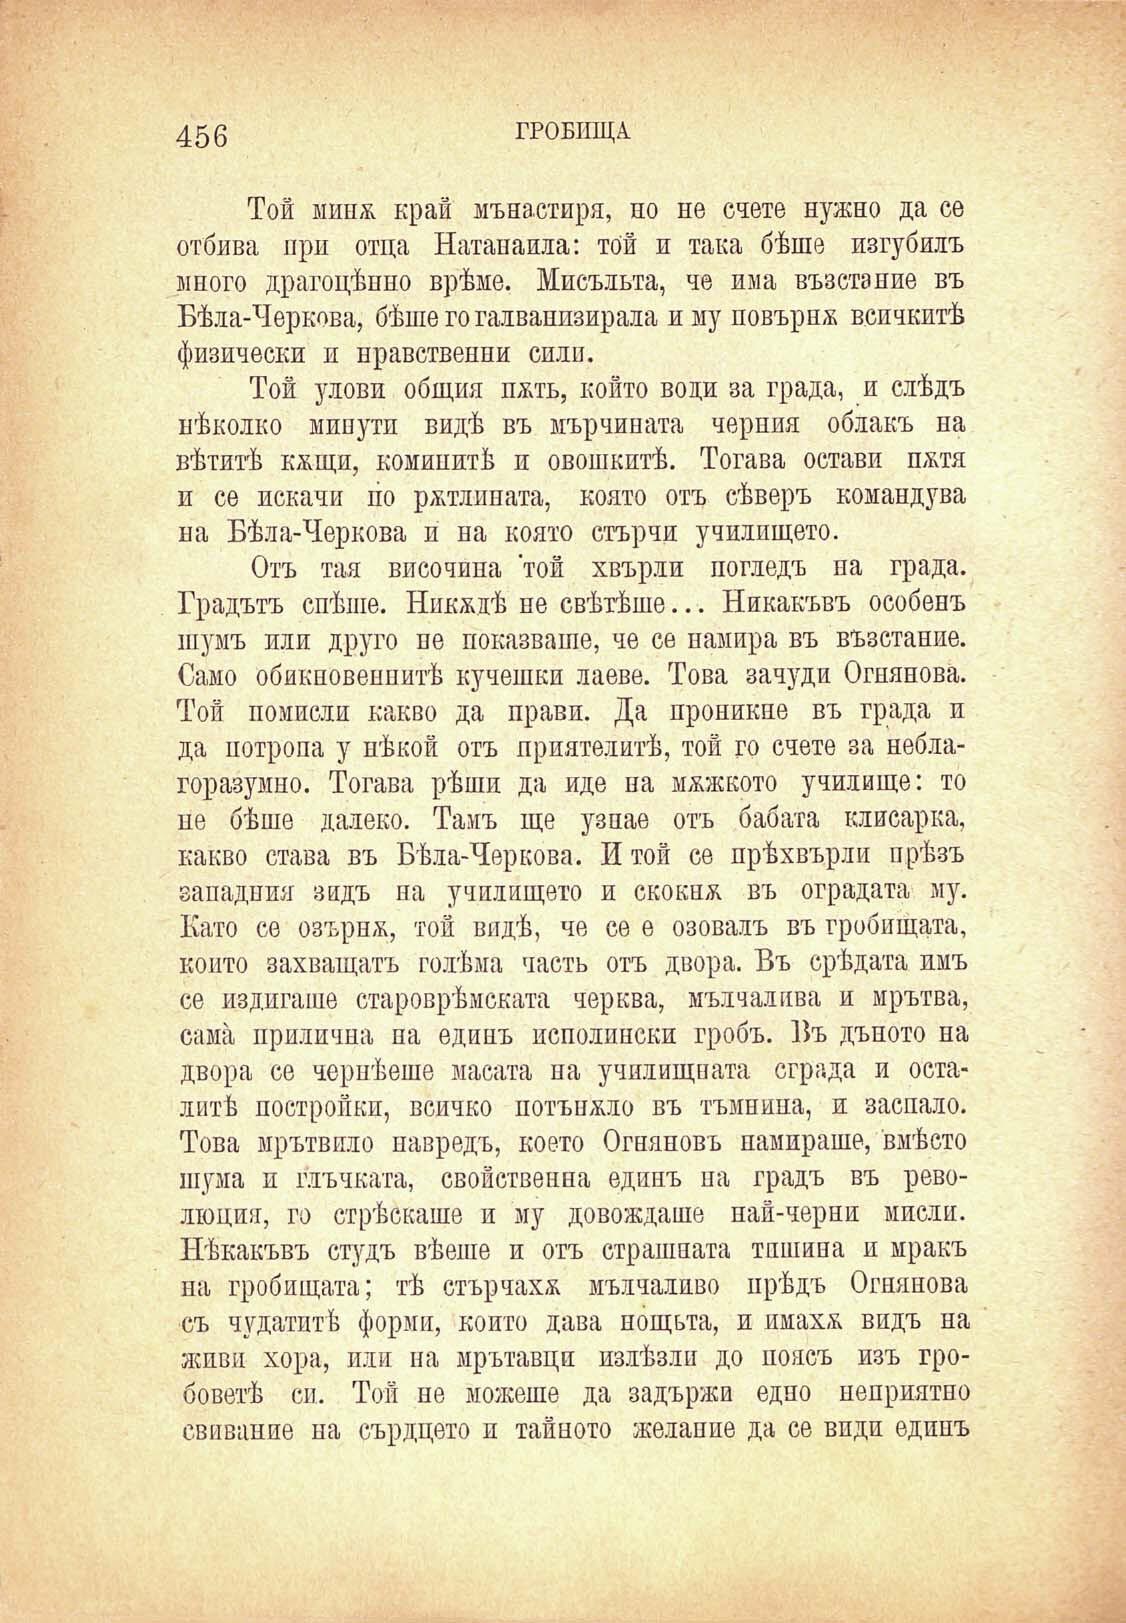 456
ГРОБИЩА
Той минѫ край мънастиря, но не счете нужно да се
отбива при отца Натанаила: той и така бѣше изгубилъ
много драгоцѣнно врѣме. Мисъльта, че има възстание въ
Бѣла-Черкова, бѣше го галванизирала и му повърнѫ всичкитѣ
физически и нравственни сили.
Той улови общия пѫть, който води за града, и слѣдъ
нѣколко минути видѣ въ мърчината черния облакъ на
вѣтитѣ кѫщи, коминитѣ и овошкитѣ. Тогава остави пѫтя
и се искачи по рѫтлината, която отъ сѣверъ командува
на Бѣла-Черкова и на която стърчи училището.
Отъ тая височина той хвърли погледъ на града.
Градътъ спѣше. Никѫдѣ не свѣтѣше... Никакъвъ особенъ
шумъ или друго не показваше, че се намира въ възстание.
Само обикновеннитѣ кучешки лаеве. Това зачуди Огнянова.
Той помисли какво да прави. Да проникне въ града и
да потропа у нѣкой отъ приятелитѣ, той го счете за небла-
горазумно. Тогава рѣши да иде на мѫжкото училище: то
не бѣше далеко. Тамъ ще узнае отъ бабата клисарка,
какво става въ Бѣла-Черкова. И той се прѣхвърли прѣзъ
западния зидъ на училището и скокнѫ въ оградата му.
Като се озърнѫ, той видѣ, че се е озовалъ въ гробищата,
които захващатъ голѣма часть отъ двора. Въ срѣдата имъ
се издигаше старoврѣмската черква, мълчалива и мрътва,
сама̀ прилична на единъ исполински гробъ. Въ дъното на
двора се чернѣеше масата на училищната сграда и оста-
литѣ постройки, всичко потънѫло въ тъмнина, и заспало.
Това мрътвило навредъ, което Огняновъ намираше, вмѣсто
шума и глъчката, свойственна единъ на градъ въ рево-
люция, го стрѣскаше и му довождаше най-черни мисли.
Нѣкакъвъ студъ вѣеше и отъ страшната тишина и мракъ
на гробищата; тѣ стърчахѫ мълчаливо прѣдъ Огнянова
съ чудатитѣ форми, които дава нощьта, и имахѫ видъ на
живи хора, или на мрътавци излѣзли до поясъ изъ гро-
боветѣ си. Той не можеше да задържи едно неприятно
свивание на сърдцето и тайното желание да се види единъ